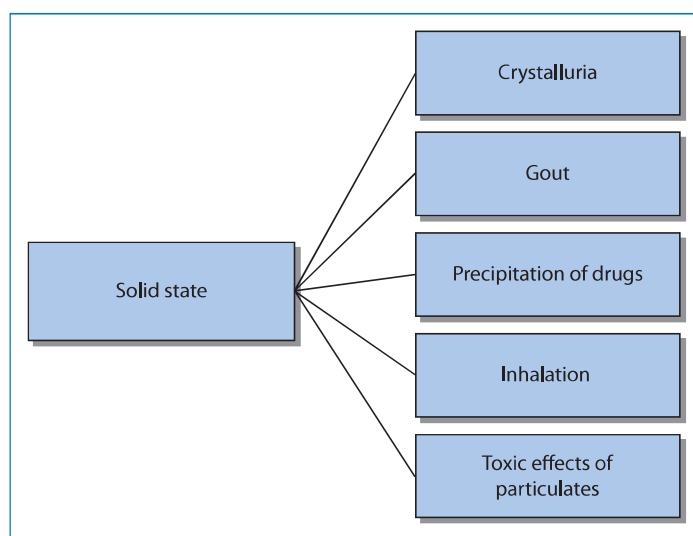 Crystalluria
Gout
Solid state
Precipitation of drugs
Inhalation
Toxic effects of
particulates